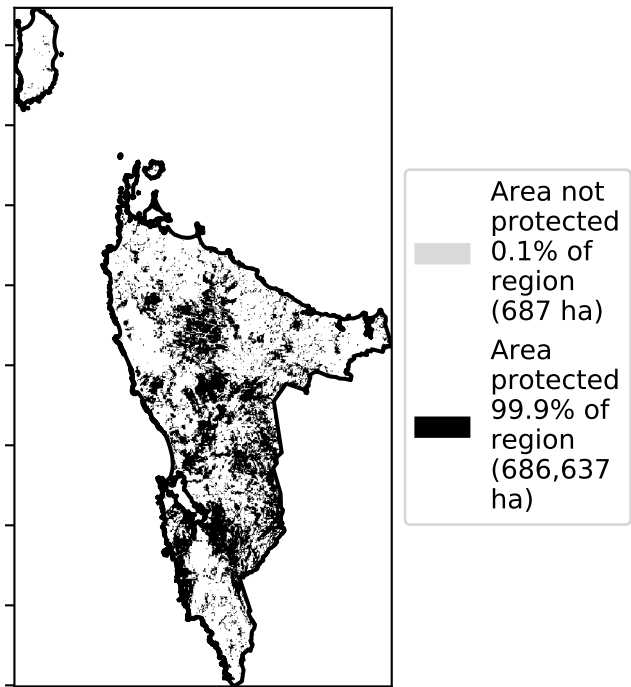 Area not
protected
0.1% of
region
(687 ha)
Area
protected
99.9% of
region
(686,637
ha)